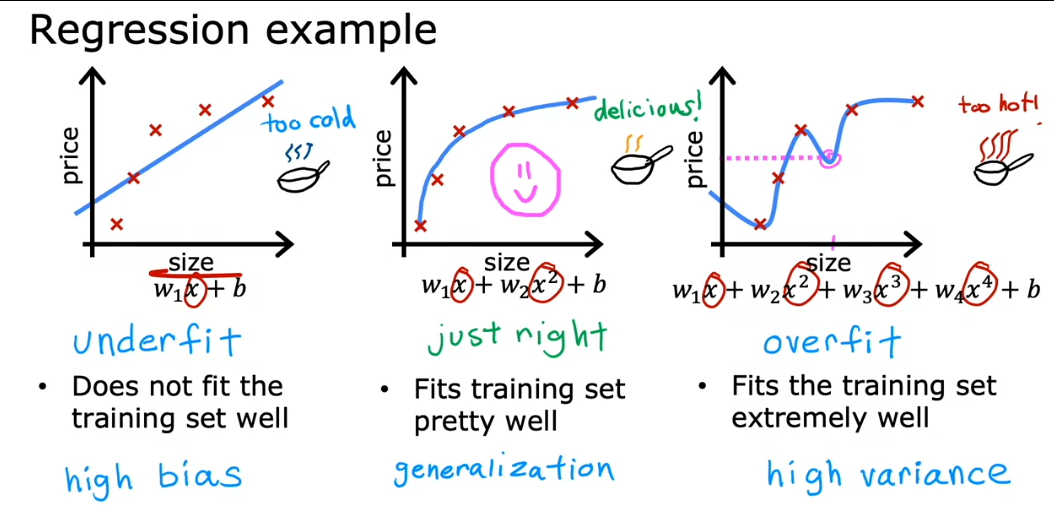 Regression example
price
too cold
size
w₁x + b
underfit
• Does not fit the
training set well
high bias
price
delicious!
size
w₁x + w₂x² + b
just right
• Fits training set
pretty well
generalization
price
too hot!
size
w₁x + w₂x² + w₃x³ + w₄x⁴ + b
overfit
• Fits the training set
extremely well
high variance